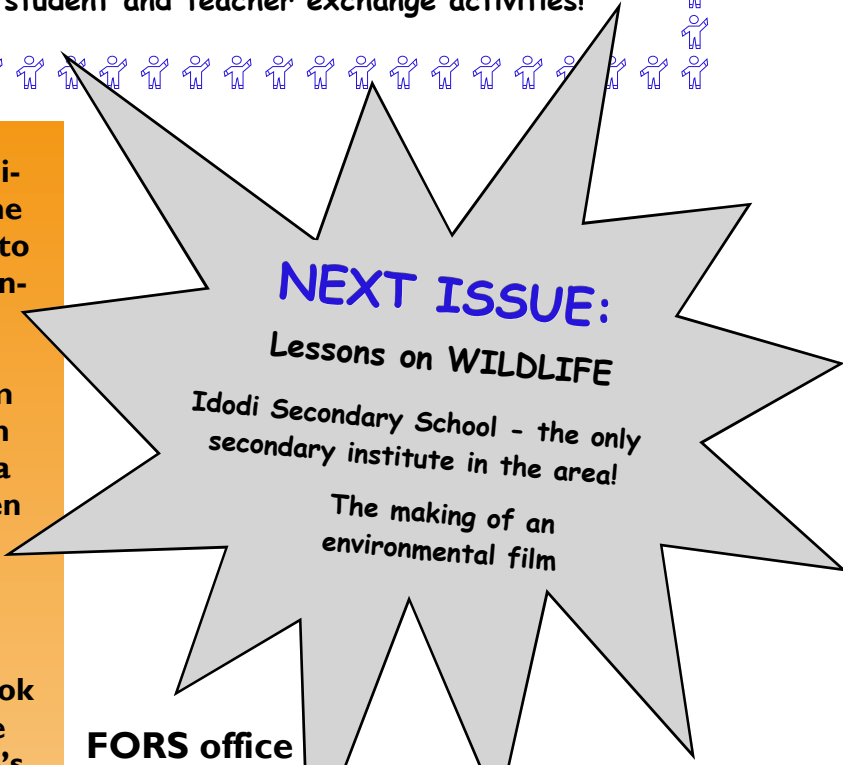 student and teacher exchange activities!
NEXT ISSUE:
Lessons on WILDLIFE
Idodi Secondary School - the only
secondary institute in the area!
The making of an
environmental film
FORS office